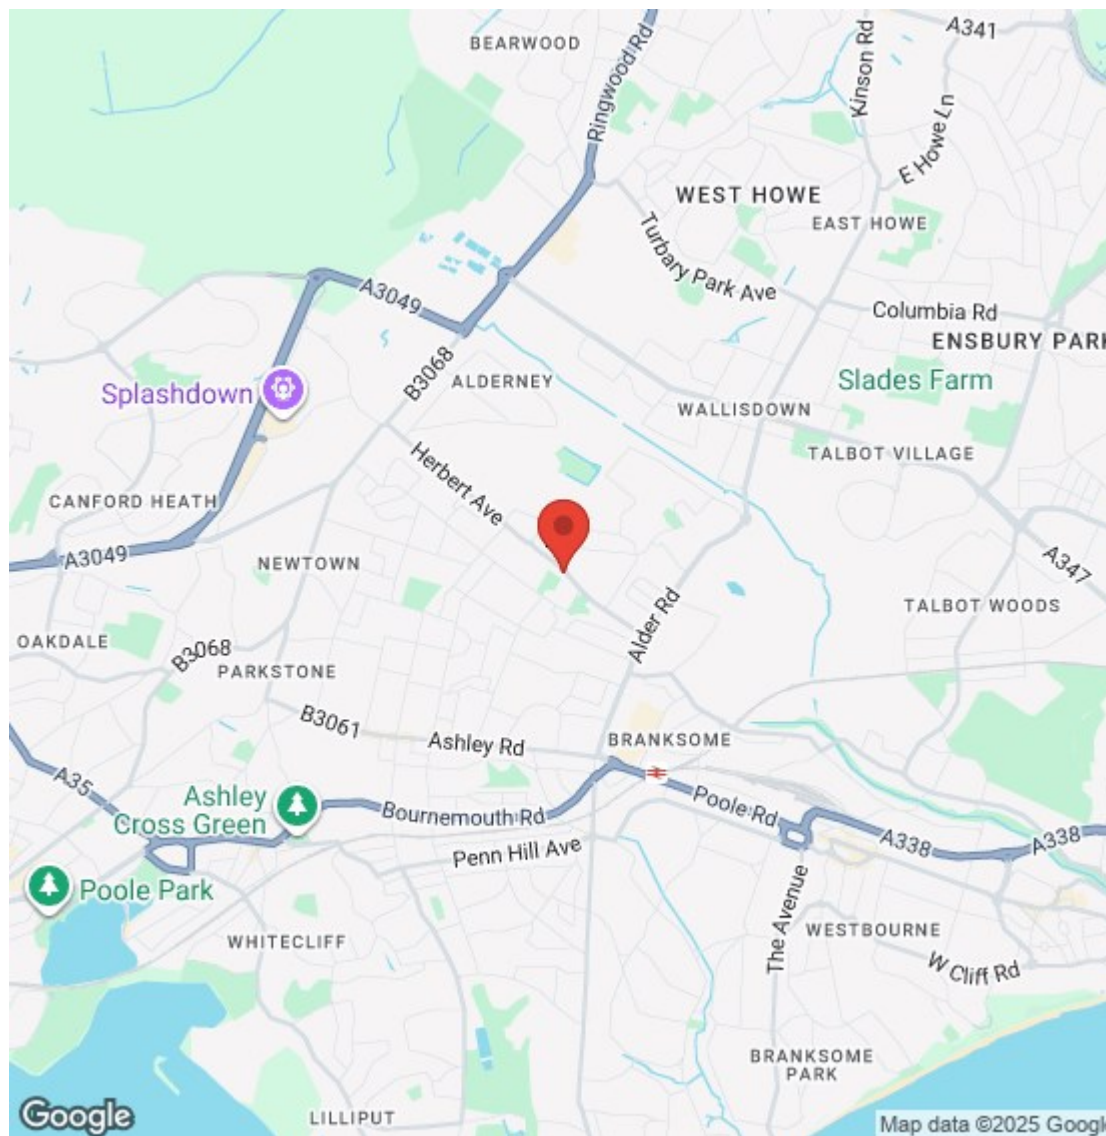 BEARWOOD
A341
Ringwood Rd
Kinson Rd
E Howe Ln
WEST HOWE
EAST HOWE
Turbary Park Ave
A3049
Columbia Rd
ENSBURY PARK
B3068
ALDERNEY
Splashdown
Slades Farm
WALLISDOWN
TALBOT VILLAGE
Herbert Ave
CANFORD HEATH
A3049
NEWTOWN
A347
TALBOT WOODS
Alder Rd
OAKDALE
B3068
PARKSTONE
B3061
Ashley Rd
BRANKSOME
A35
Ashley
Cross Green
Bournemouth Rd
Poole Rd
A338
A338
Penn Hill Ave
Poole Park
The Avenue
WHITECLIFF
WESTBOURNE
W Cliff Rd
BRANKSOME
PARK
LILLIPUT
Google
Map data ©2025 Google